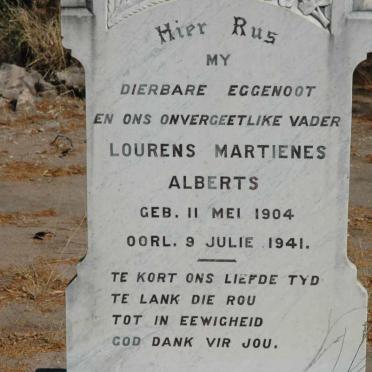 Hier Rus
MY
DIERBARE EGGENOOT
EN ONS ONVERGEETLIKE VADER
LOURENS MARTIENES
ALBERTS
GEB. 11 MEI 1904
OORL. 9 JULIE 1941.
TE KORT ONS LIEFDE TYD
TE LANK DIE ROU
TOT IN EEWIGHEID
GOD DANK VIR JOU.